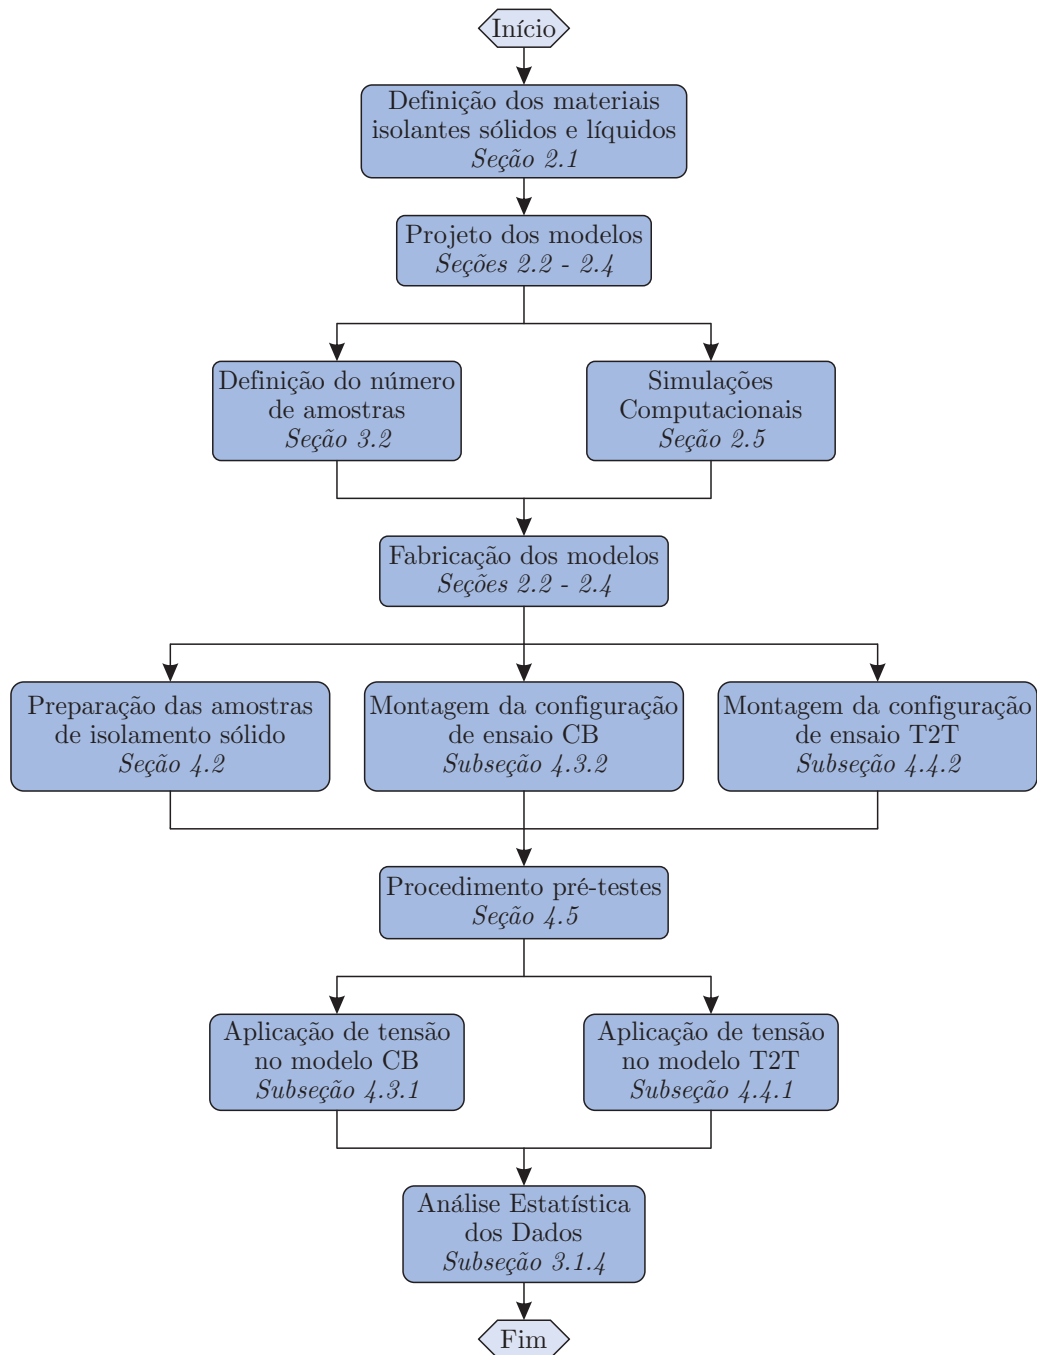 Início
Definição dos materiais
isolantes sólidos e líquidos
Seção 2.1
Projeto dos modelos
Seções 2.2 - 2.4
Definição do número
de amostras
Seção 3.2
Simulações
Computacionais
Seção 2.5
Fabricação dos modelos
Seções 2.2 - 2.4
Preparação das amostras
de isolamento sólido
Seção 4.2
Montagem da configuração
de ensaio CB
Subseção 4.3.2
Montagem da configuração
de ensaio T2T
Subseção 4.4.2
Procedimento pré-testes
Seção 4.5
Aplicação de tensão
no modelo CB
Subseção 4.3.1
Aplicação de tensão
no modelo T2T
Subseção 4.4.1
Análise Estatística
dos Dados
Subseção 3.1.4
Fim